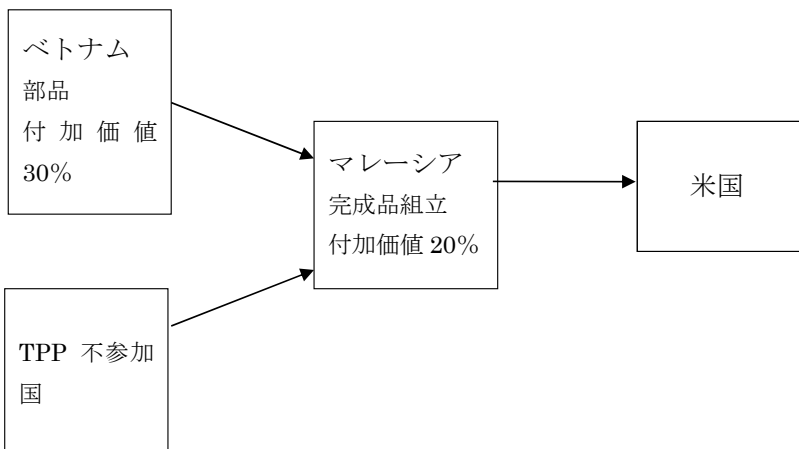 ベトナム
部品
付加価値
30%
マレーシア
完成品組立
付加価値 20%
米国
TPP 不参加
国